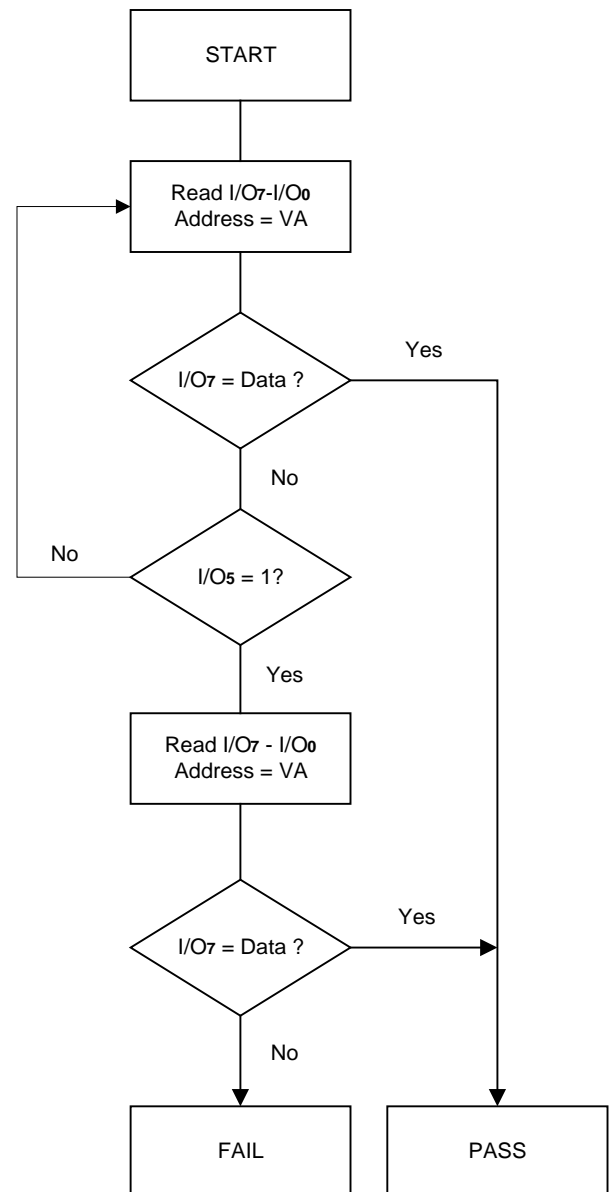 START
Read I/O7-I/O0
Address = VA
Yes
I/O7 = Data ?
No
No
I/O5 = 1?
Yes
Read I/O7 - I/O0
Address = VA
Yes
I/O7 = Data ?
No
FAIL
PASS